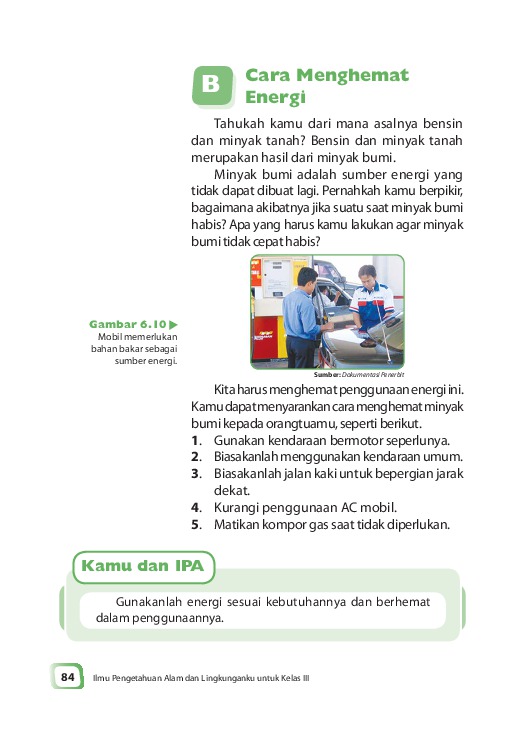 B
Cara Menghemat
Energi
Tahukah kamu dari mana asalnya bensin
dan minyak tanah? Bensin dan minyak tanah
merupakan hasil dari minyak bumi.
Minyak bumi adalah sumber energi yang
tidak dapat dibuat lagi. Pernahkah kamu berpikir,
bagaimana akibatnya jika suatu saat minyak bumi
habis? Apa yang harus kamu lakukan agar minyak
bumi tidak cepat habis?
Gambar 6.10
Mobil memerlukan
bahan bakar sebagai
sumber energi.
Sumber: Dokumentasi Penerbit
Kita harus menghemat penggunaan energi ini.
Kamu dapat menyarankan cara menghemat minyak
bumi kepada orangtuamu, seperti berikut.
1. Gunakan kendaraan bermotor seperlunya.
2. Biasakanlah menggunakan kendaraan umum.
3. Biasakanlah jalan kaki untuk bepergian jarak
dekat.
4. Kurangi penggunaan AC mobil.
5. Matikan kompor gas saat tidak diperlukan.
Kamu dan IPA
Gunakanlah energi sesuai kebutuhannya dan berhemat
dalam penggunaannya.
84 Ilmu Pengetahuan Alam dan Lingkunganku untuk Kelas III